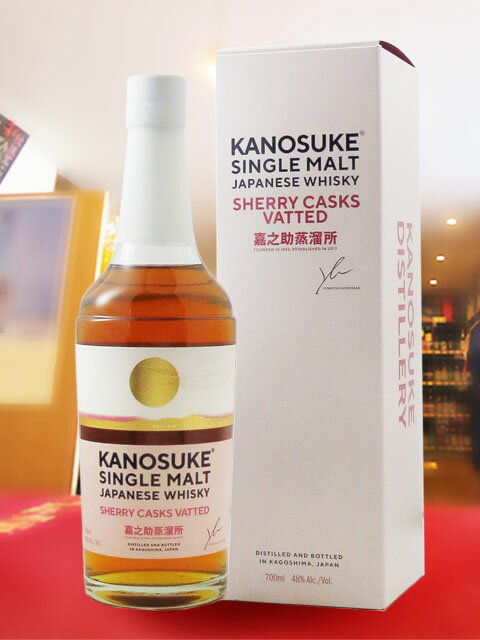 KANOSUKE®
SINGLE MALT
JAPANESE WHISKY
SHERRY CASKS
VATTED
嘉之助蒸溜所
FOUNDED IN 1883, ESTABLISHED IN 2017
YOSHITSUGU KOMASA
DISTILLED AND BOTTLED
IN KAGOSHIMA, JAPAN
700ml 48% Alc./Vol.
KANOSUKE
DISTILLERY
KANOSUKE®
SINGLE MALT
JAPANESE WHISKY
SHERRY CASKS VATTED
嘉之助蒸溜所
DISTILLED AND BOTTLED
IN KAGOSHIMA, JAPAN